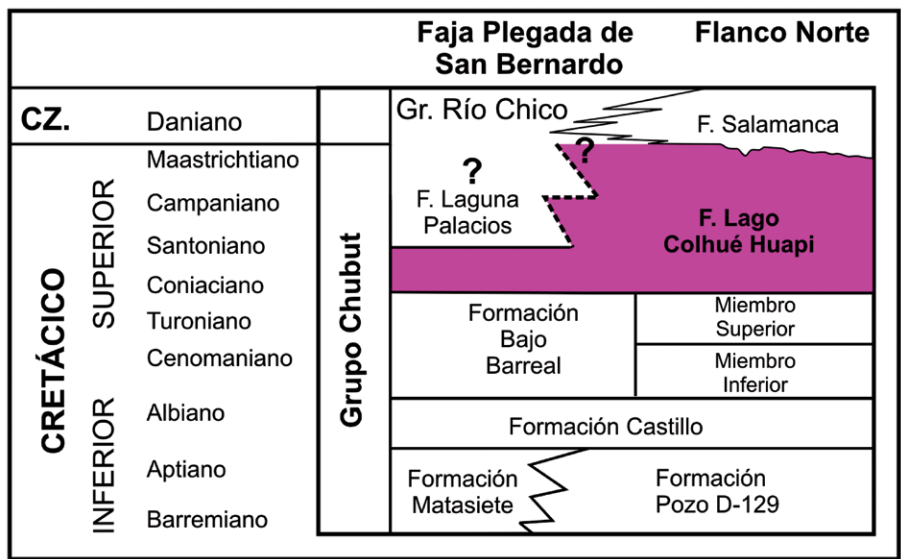 Faja Plegada de
San Bernardo
Flanco Norte
CZ.
Daniano
Gr. Río Chico
F. Salamanca
CRETÁCICO
SUPERIOR
Maastrichtiano
Campaniano
Santoniano
Coniaciano
Turoniano
Cenomaniano
INFERIOR
Albiano
Aptiano
Barremiano
Grupo Chubut
?
?
F. Laguna
Palacios
F. Lago
Colhué Huapi
Formación
Bajo
Barreal
Miembro
Superior
Miembro
Inferior
Formación Castillo
Formación
Matasiete
Formación
Pozo D-129